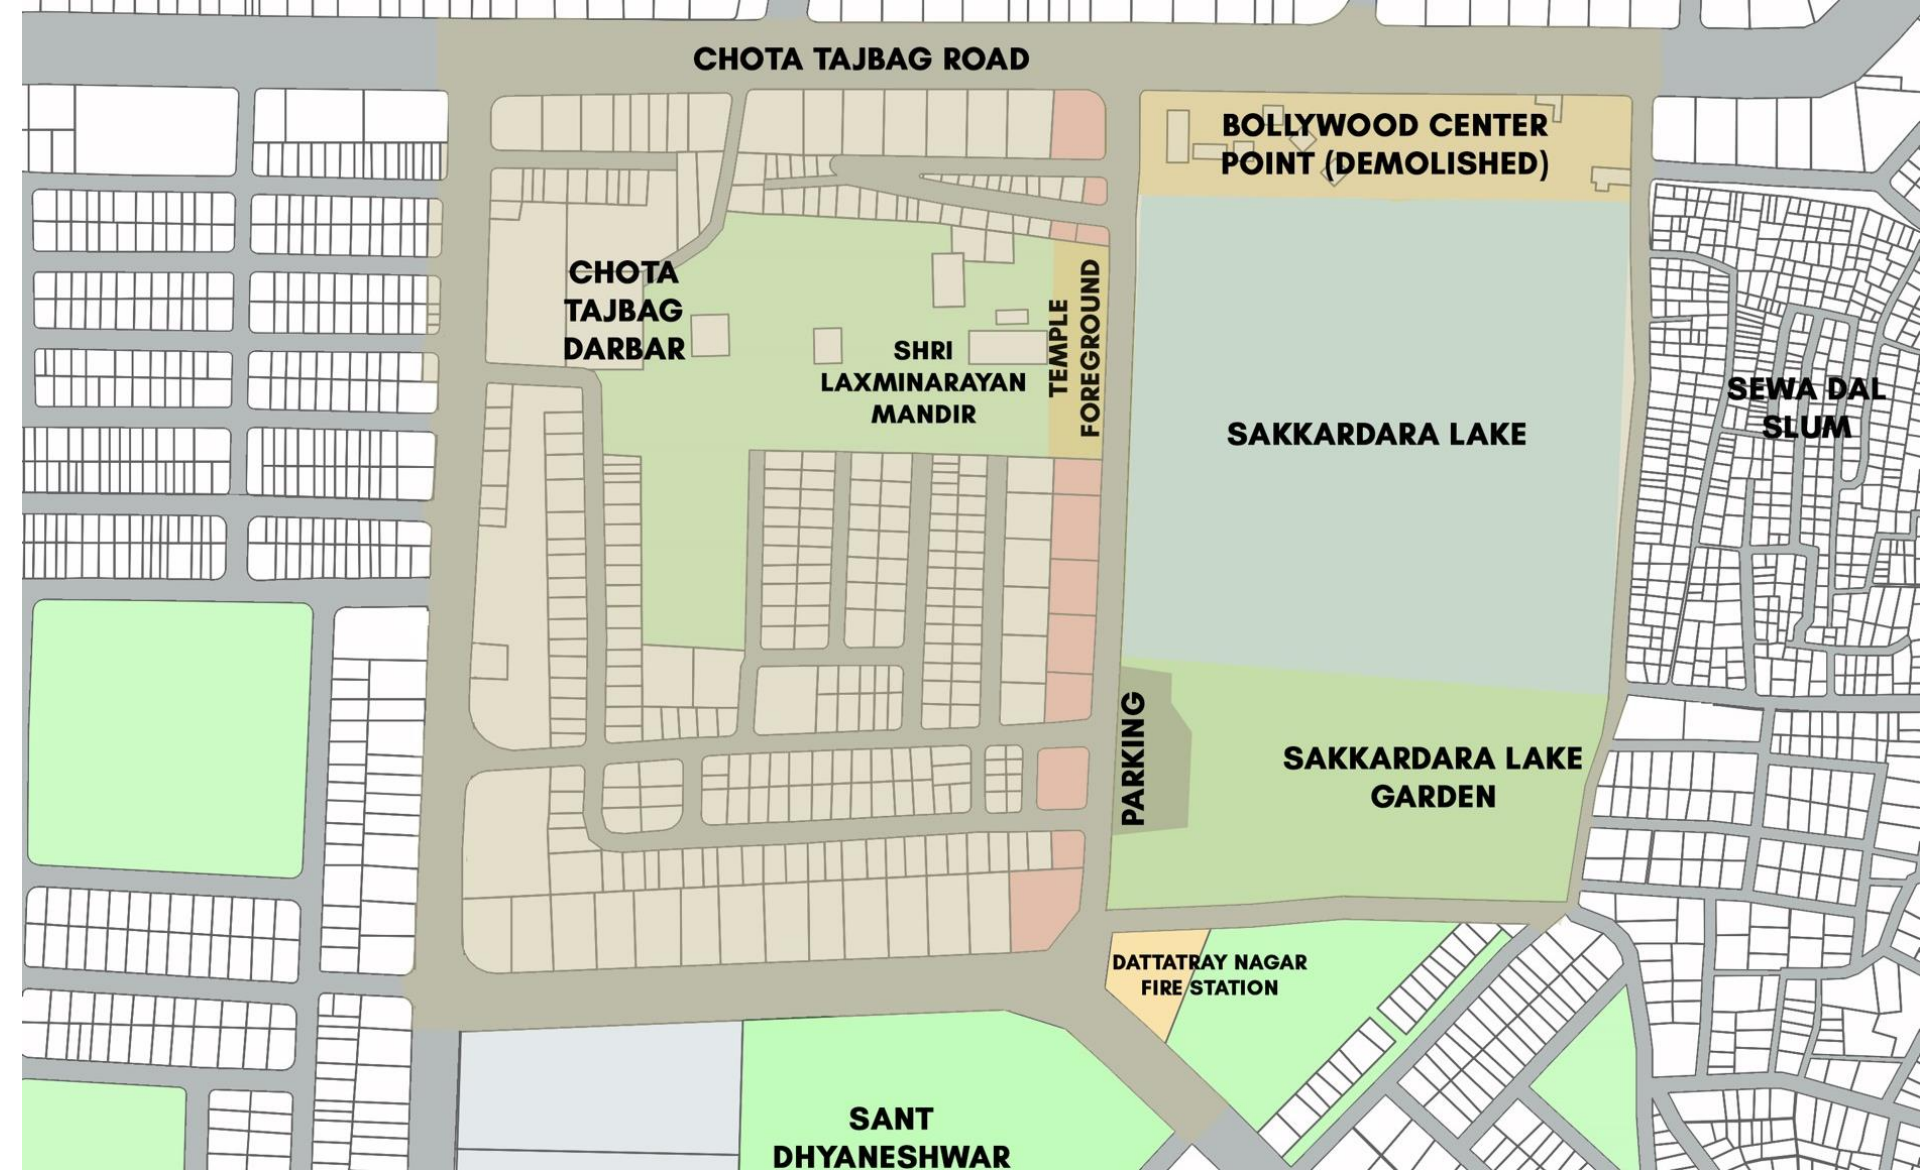 CHOTA TAJBAG ROAD
BOLLYWOOD CENTER
POINT (DEMOLISHED)
CHOTA
TAJBAG
DARBAR
SHRI
LAXMINARAYAN
MANDIR
TEMPLE
FOREGROUND
SAKKARDARA LAKE
SEWA DAL
SLUM
PARKING
SAKKARDARA LAKE
GARDEN
DATTATRAY NAGAR
FIRE STATION
SANT
DHYANESHWAR